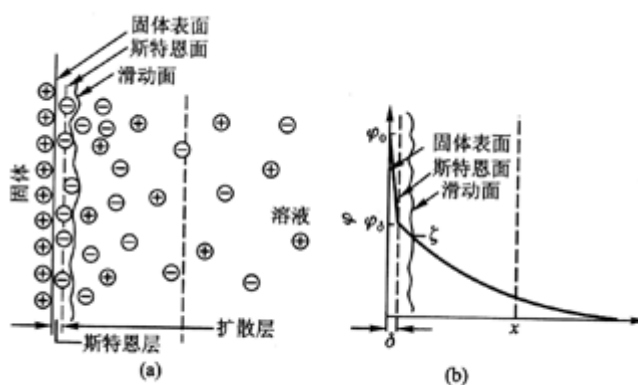 固体表面
斯特恩面
滑动面
固体
溶液
扩散层
斯特恩层
(a)
φ₀
固体表面
斯特恩面
滑动面
φ
φδ
ζ
δ
x
(b)